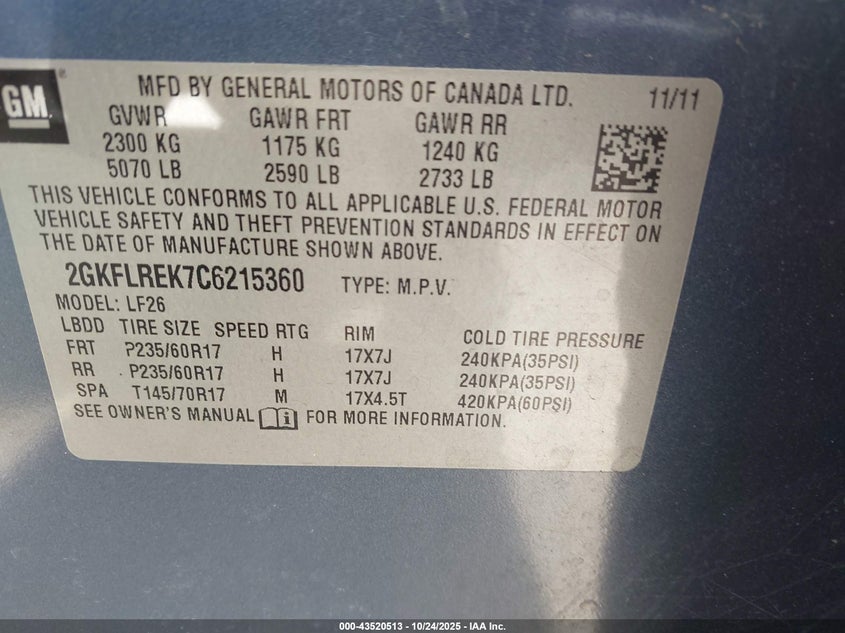 GM ®
MFD BY GENERAL MOTORS OF CANADA LTD. 11/11
GVWR GAWR FRT GAWR RR
2300 KG 1175 KG 1240 KG
5070 LB 2590 LB 2733 LB
THIS VEHICLE CONFORMS TO ALL APPLICABLE U.S. FEDERAL MOTOR
VEHICLE SAFETY AND THEFT PREVENTION STANDARDS IN EFFECT ON
THE DATE OF MANUFACTURE SHOWN ABOVE.
2GKFLREK7C6215360 TYPE: M.P.V.
MODEL: LF26
LBDD TIRE SIZE SPEED RTG RIM COLD TIRE PRESSURE
FRT P235/60R17 H 17X7J 240KPA(35PSI)
RR P235/60R17 H 17X7J 240KPA(35PSI)
SPA T145/70R17 M 17X4.5T 420KPA(60PSI)
SEE OWNER'S MANUAL i FOR MORE INFORMATION.
000-43520513 - 10/24/2025 - IAA Inc.